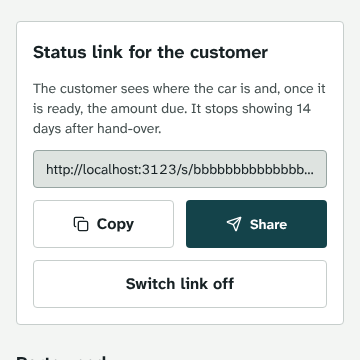 Status link for the customer
The customer sees where the car is and, once it
is ready, the amount due. It stops showing 14
days after hand-over.
http://localhost:3123/s/bbbbbbbbbbbbbb...
Copy
Share
Switch link off